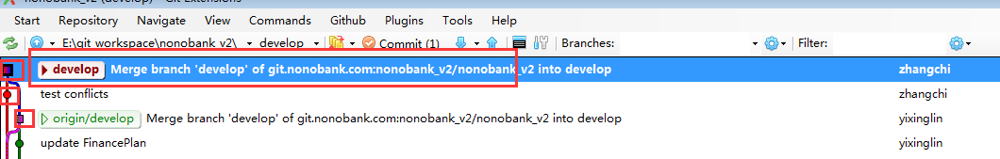 nonobank_v2 (develop) - Git Extensions
Start Repository Navigate View Commands Github Plugins Tools Help
E:\git workspace\nonobank v2\ develop Commit (1) Branches: Filter:
develop Merge branch 'develop' of git.nonobank.com:nonobank_v2/nonobank_v2 into develop zhangchi
test conflicts zhangchi
origin/develop Merge branch 'develop' of git.nonobank.com:nonobank_v2/nonobank_v2 into develop yixinglin
update FinancePlan yixinglin